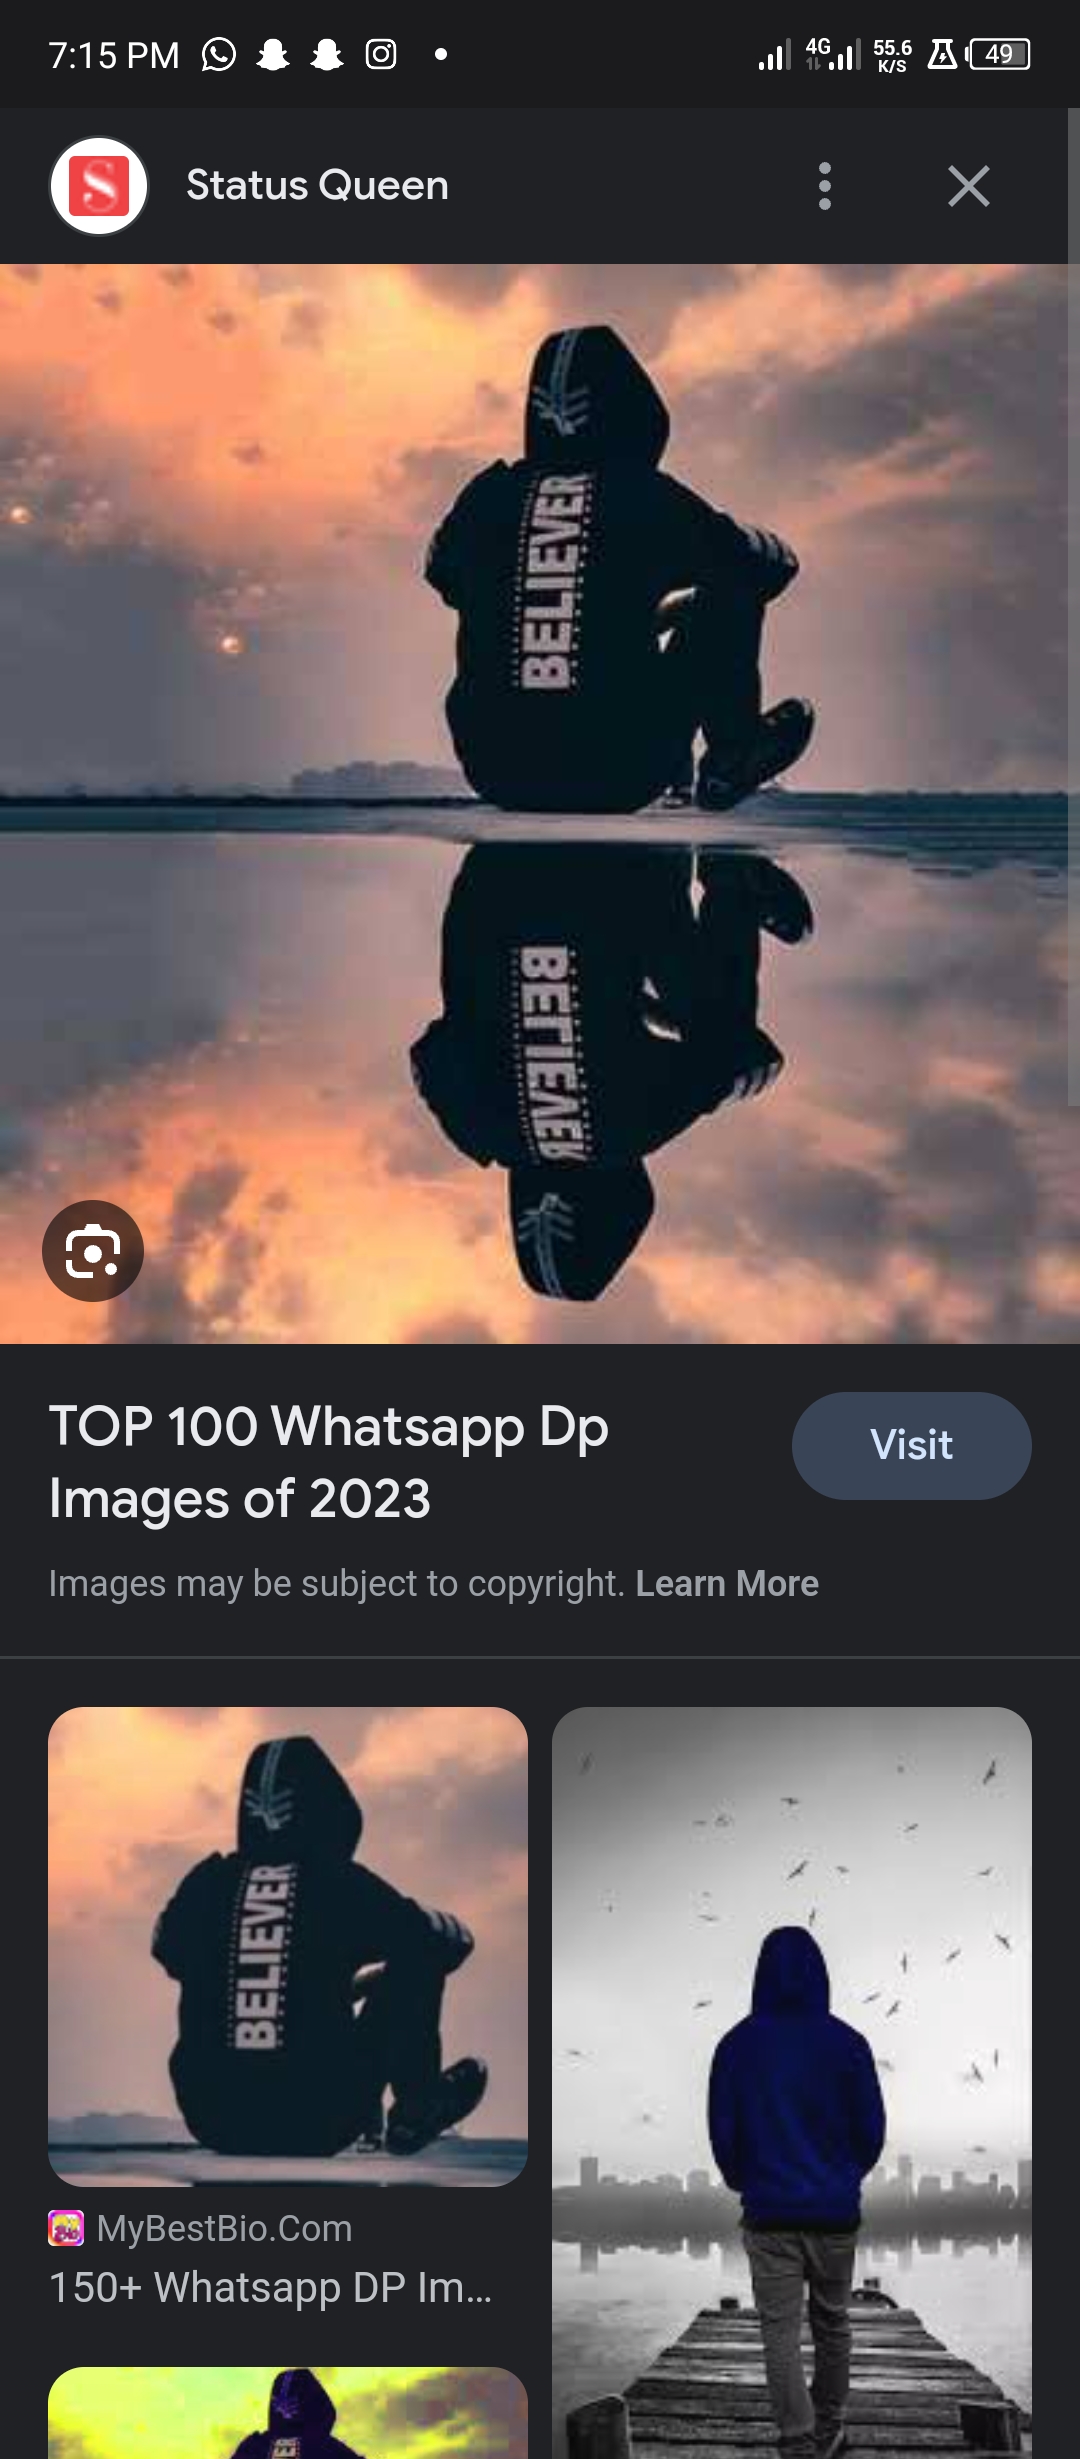 7:15 PM
4G
55.6
K/S
49
S
Status Queen
BELIEVER
BELIEVER
TOP 100 Whatsapp Dp
Images of 2023
Visit
Images may be subject to copyright. Learn More
BELIEVER
MyBestBio.Com
150+ Whatsapp DP Im...